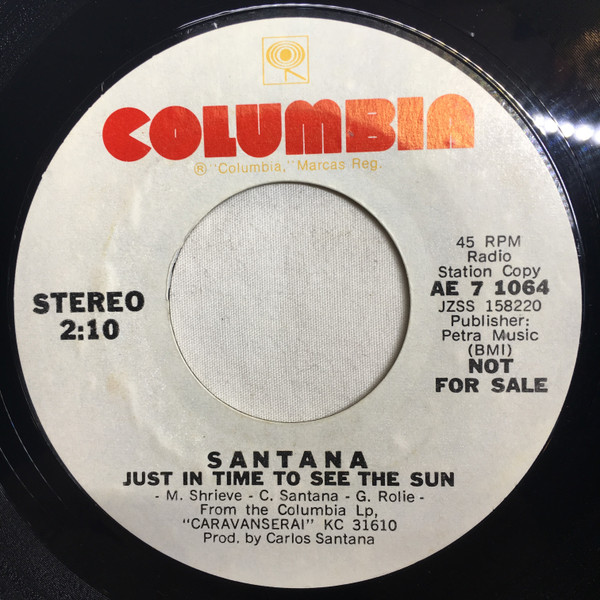 COLUMBIA
® "Columbia," Marcas Reg.
STEREO
2:10
45 RPM
Radio
Station Copy
AE 7 1064
JZSS 158220
Publisher:
Petra Music
(BMI)
NOT
FOR SALE
SANTANA
JUST IN TIME TO SEE THE SUN
- M. Shrieve - C. Santana - G. Rolie -
From the Columbia Lp,
"CARAVANSERAI" KC 31610
Prod. by Carlos Santana